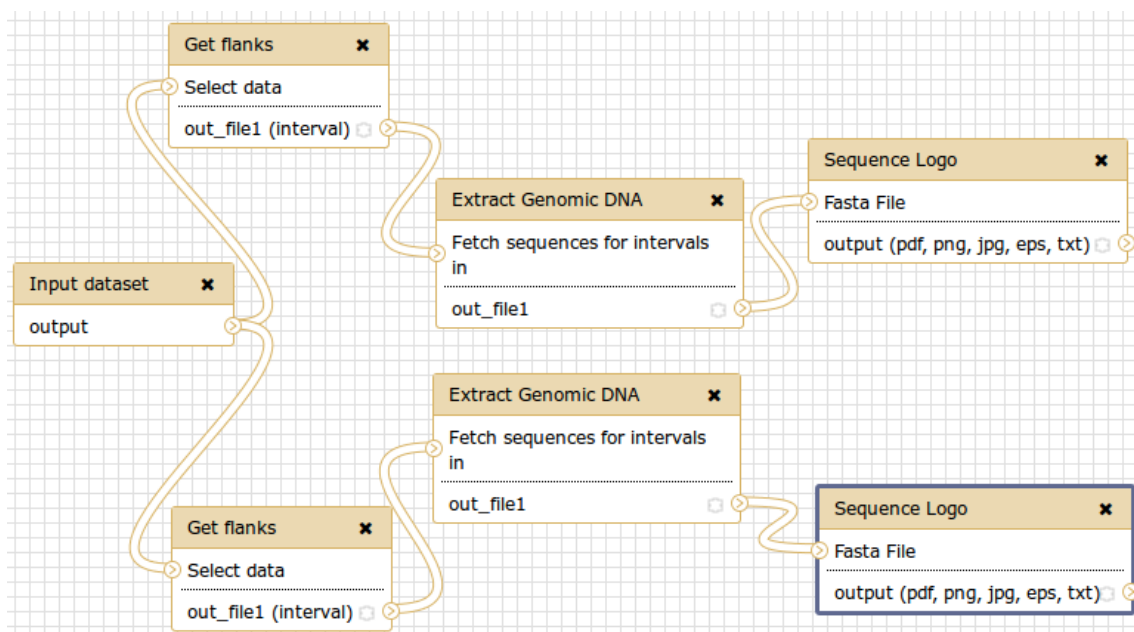 Get flanks
Select data
out_file1 (interval)
Extract Genomic DNA
Fetch sequences for intervals
in
out_file1
Sequence Logo
Fasta File
output (pdf, png, jpg, eps, txt)
Input dataset
output
Get flanks
Select data
out_file1 (interval)
Extract Genomic DNA
Fetch sequences for intervals
in
out_file1
Sequence Logo
Fasta File
output (pdf, png, jpg, eps, txt)